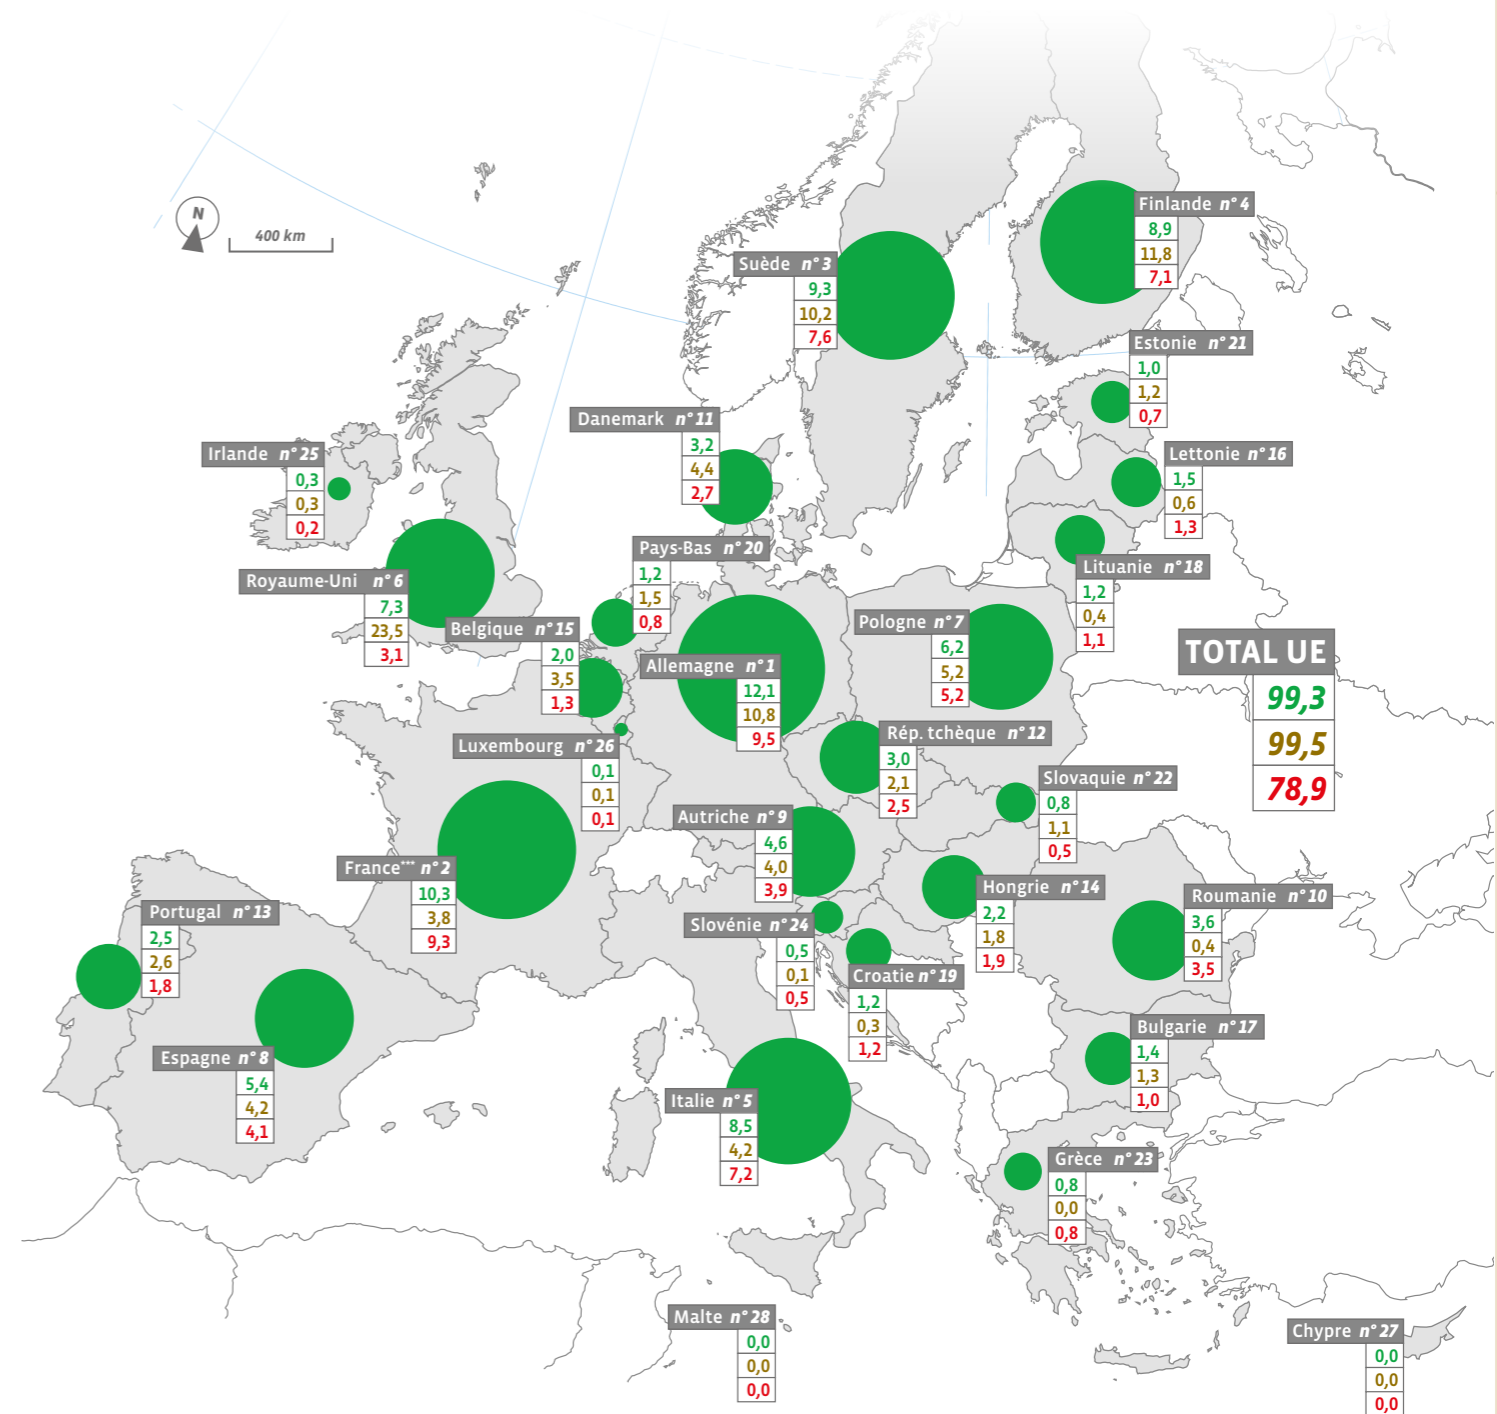 N
400 km
Finlande n° 4
8,9
11,8
7,1
Suède n° 3
9,3
10,2
7,6
Estonie n° 21
1,0
1,2
0,7
Danemark n° 11
3,2
4,4
2,7
Irlande n° 25
0,3
0,3
0,2
Lettonie n° 16
1,5
0,6
1,3
Pays-Bas n° 20
1,2
1,5
0,8
Lituanie n° 18
1,2
0,4
1,1
Royaume-Uni n° 6
7,3
23,5
3,1
Belgique n° 15
2,0
3,5
1,3
Pologne n° 7
6,2
5,2
5,2
TOTAL UE
99,3
99,5
78,9
Allemagne n° 1
12,1
10,8
9,5
Luxembourg n° 26
0,1
0,1
0,1
Rép. tchèque n° 12
3,0
2,1
2,5
Slovaquie n° 22
0,8
1,1
0,5
Autriche n° 9
4,6
4,0
3,9
France*** n° 2
10,3
3,8
9,3
Hongrie n° 14
2,2
1,8
1,9
Roumanie n° 10
3,6
0,4
3,5
Portugal n° 13
2,5
2,6
1,8
Slovénie n° 24
0,5
0,1
0,5
Croatie n° 19
1,2
0,3
1,2
Bulgarie n° 17
1,4
1,3
1,0
Espagne n° 8
5,4
4,2
4,1
Italie n° 5
8,5
4,2
7,2
Grèce n° 23
0,8
0,0
0,8
Malte n° 28
0,0
0,0
0,0
Chypre n° 27
0,0
0,0
0,0